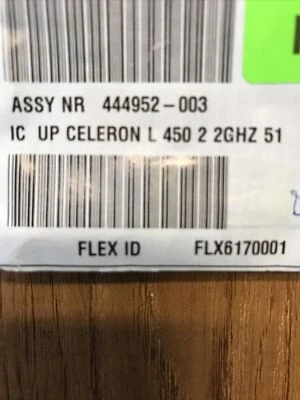 ASSY NR 444952-003
IC UP CELERON L 450 2 2GHZ 51
FLEX ID FLX6170001